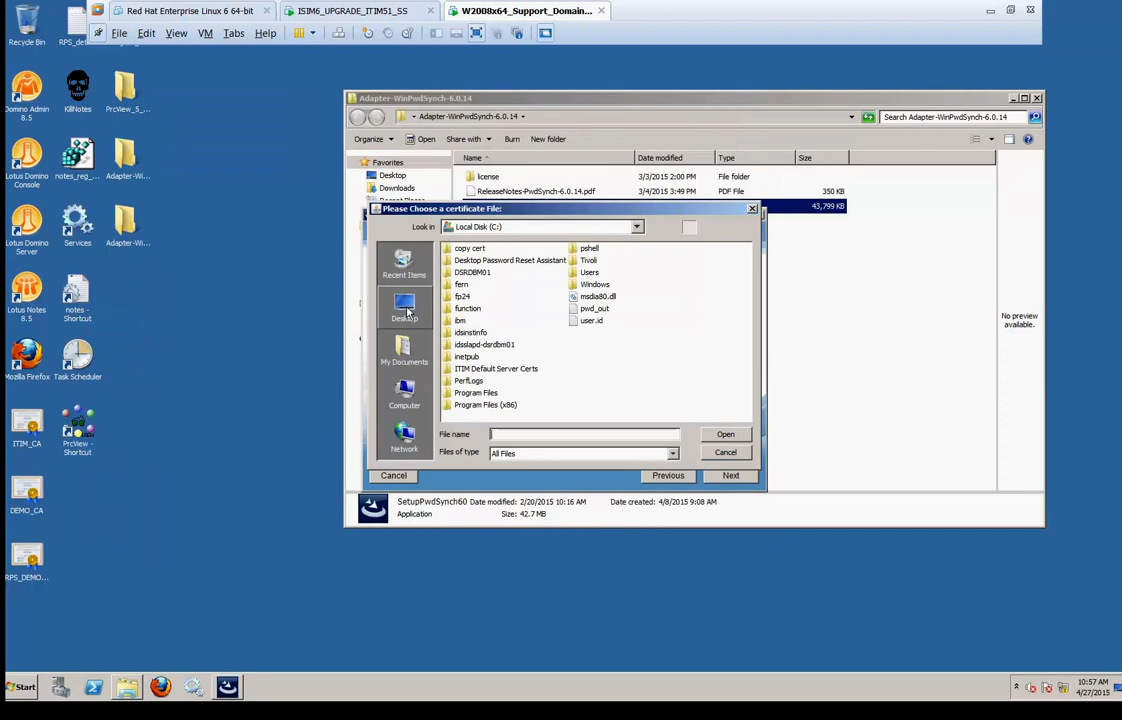 Red Hat Enterprise Linux 6 64-bit
ISIM6_UPGRADE_ITIM51_SS
W2008x64_Support_Domain...
File Edit View VM Tabs Help
Recycle Bin
Domino Admin 8.5
KillNotes
PrcView_5_...
Lotus Domino Console
notes_reg_...
Adapter-Wi...
Lotus Domino Server
Services
Adapter-Wi...
Lotus Notes 8.5
notes - Shortcut
Mozilla Firefox
Task Scheduler
ITIM_CA
PrcView - Shortcut
DEMO_CA
RPS_DEMO...
Adapter-WinPwdSynch-6.0.14
Adapter-WinPwdSynch-6.0.14
Search Adapter-WinPwdSynch-6.0.14
Organize Open Share with Burn New folder
Favorites
Desktop
Downloads
Name Date modified Type Size
license 3/3/2015 2:00 PM File folder
ReleaseNotes-PwdSynch-6.0.14.pdf 3/4/2015 3:49 PM PDF File 350 KB
43,799 KB
Please Choose a certificate File:
Look in Local Disk (C:)
Recent Items
Desktop
My Documents
Computer
Network
copy cert
Desktop Password Reset Assistant
DSRDBM01
fern
fp24
function
ibm
idsinstinfo
idsslapd-dsrdbm01
inetpub
ITIM Default Server Certs
PerfLogs
Program Files
Program Files (x86)
pshell
Tivoli
Users
Windows
msdia80.dll
pwd_out
user.id
File name
Open
Files of type All Files
Cancel
Cancel Previous Next
No preview available.
SetupPwdSynch60 Date modified: 2/20/2015 10:16 AM Date created: 4/8/2015 9:08 AM
Application Size: 42.7 MB
Start
10:57 AM
4/27/2015